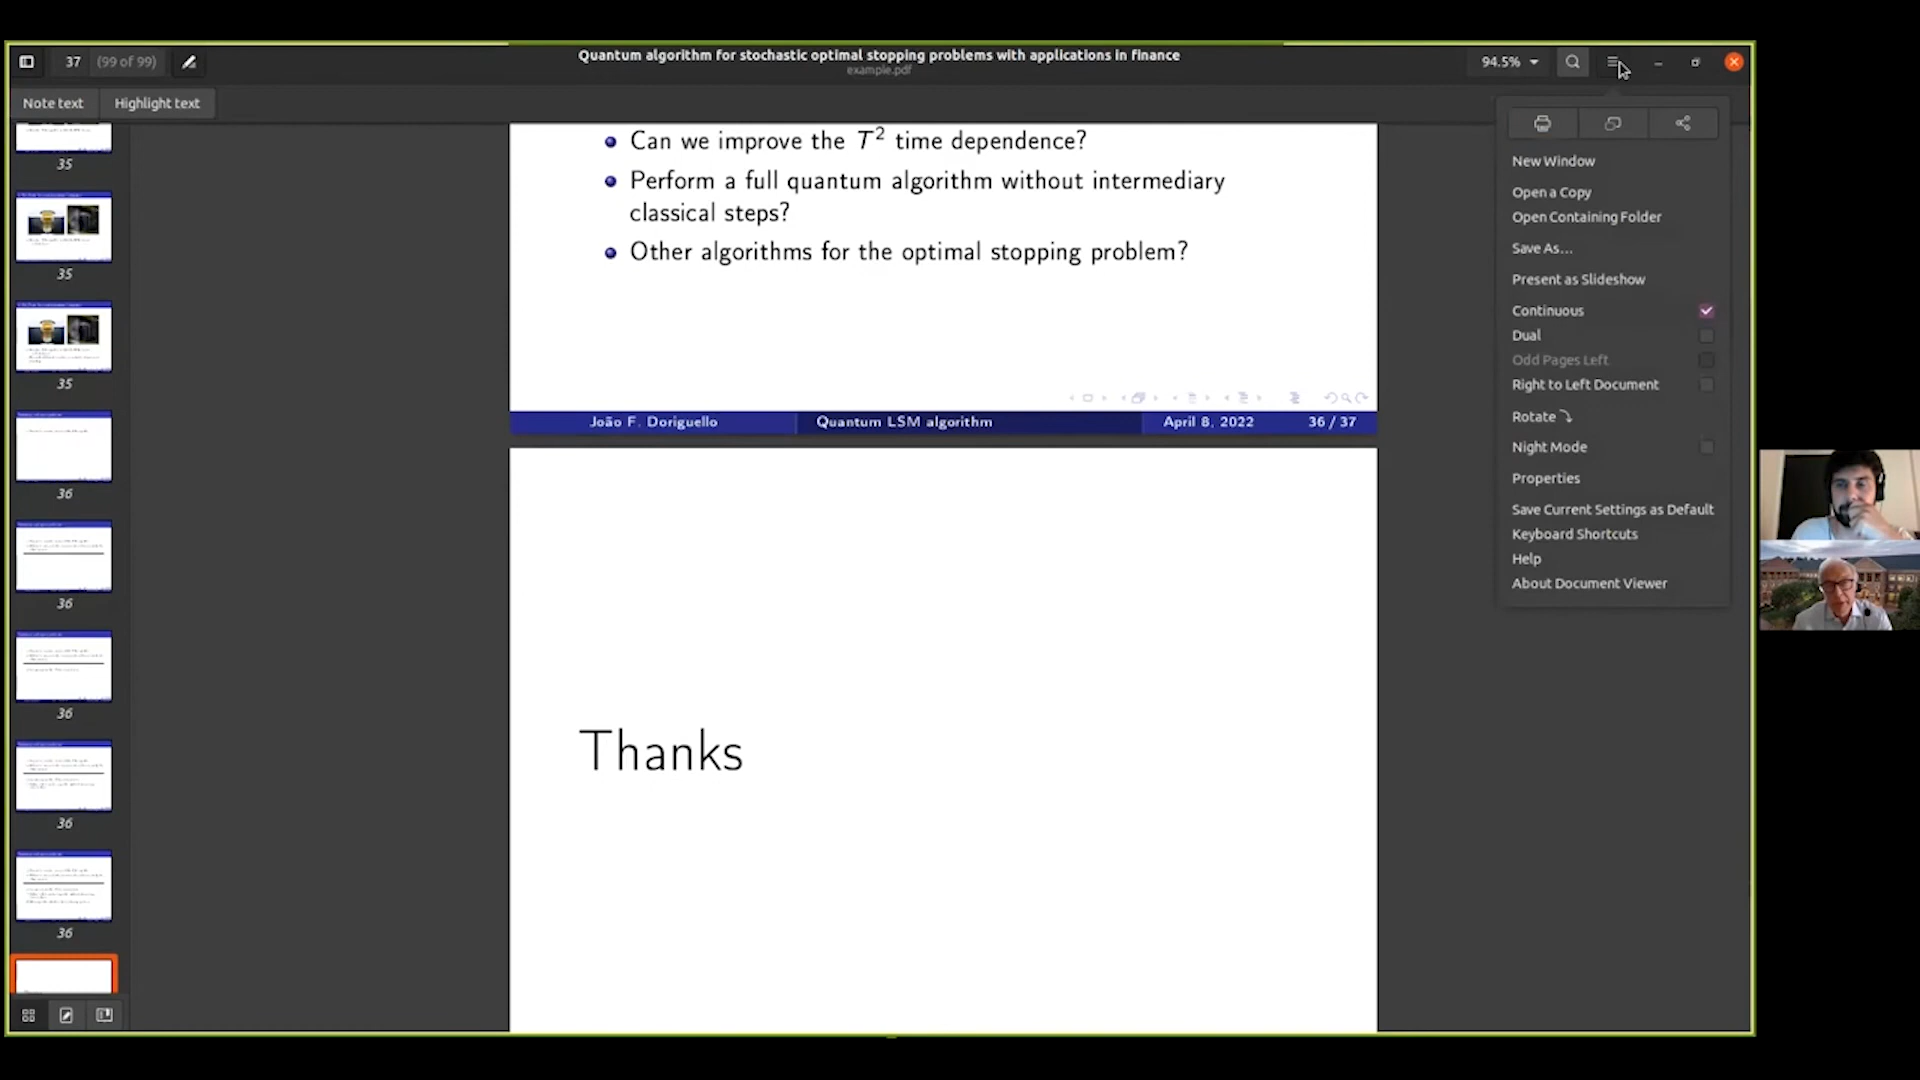 37 (99 of 99)
Quantum algorithm for stochastic optimal stopping problems with applications in finance
example.pdf
94.5%
Note text
Highlight text
35
35
35
36
36
36
36
36
• Can we improve the T² time dependence?
• Perform a full quantum algorithm without intermediary
classical steps?
• Other algorithms for the optimal stopping problem?
João F. Doriguello
Quantum LSM algorithm
April 8, 2022
36 / 37
Thanks
New Window
Open a Copy
Open Containing Folder
Save As…
Present as Slideshow
Continuous
Dual
Odd Pages Left
Right to Left Document
Rotate
Night Mode
Properties
Save Current Settings as Default
Keyboard Shortcuts
Help
About Document Viewer